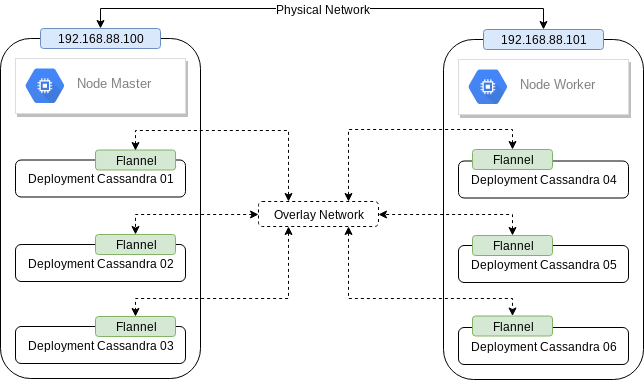 Physical Network
192.168.88.100
192.168.88.101
Node Master
Node Worker
Flannel
Deployment Cassandra 01
Flannel
Deployment Cassandra 04
Overlay Network
Flannel
Deployment Cassandra 02
Flannel
Deployment Cassandra 05
Flannel
Deployment Cassandra 03
Flannel
Deployment Cassandra 06